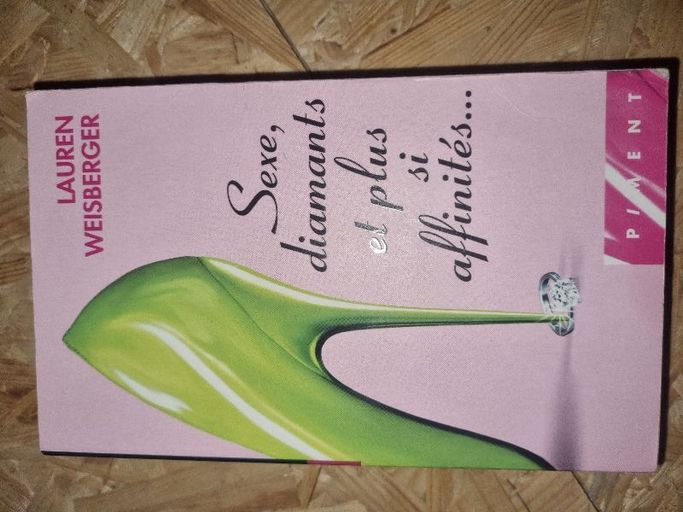 LAUREN
WEISBERGER
Sexe,
diamants
et plus
si
affinités...
PIMENT